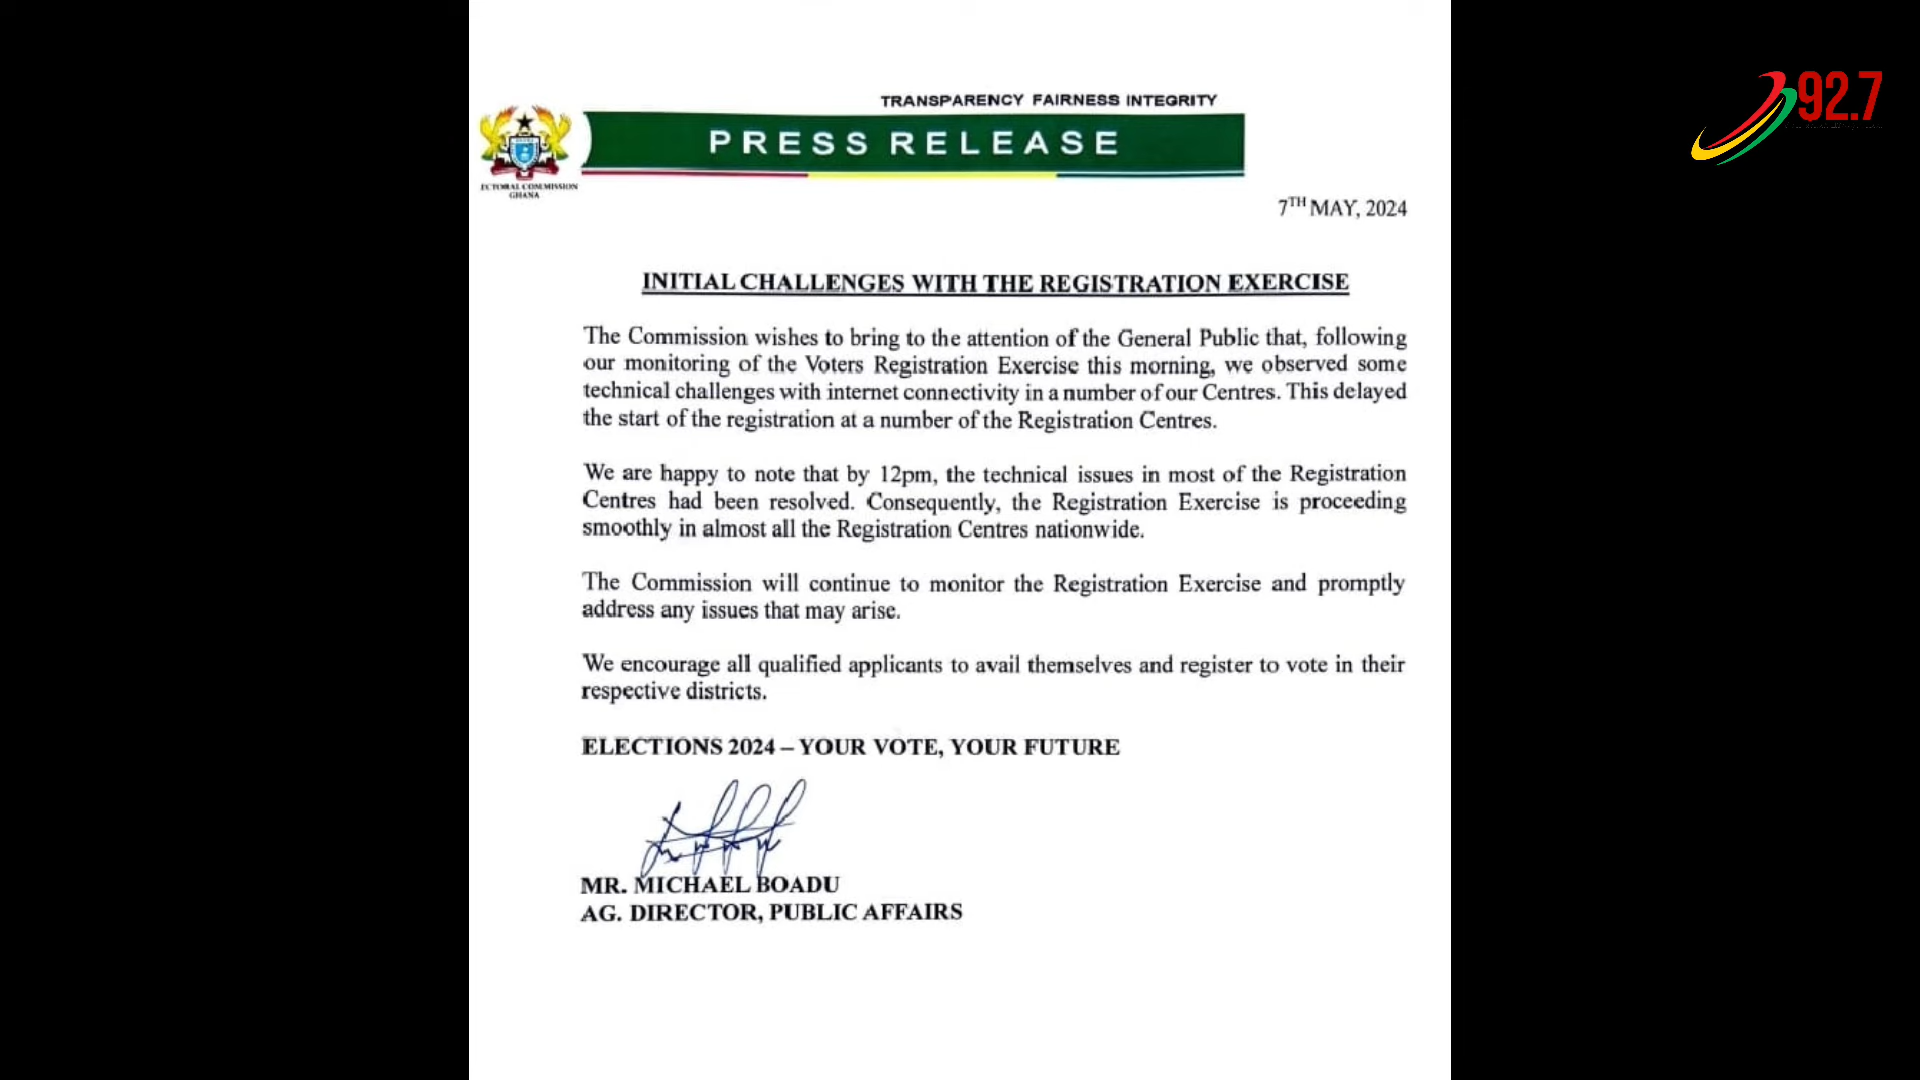 TRANSPARENCY FAIRNESS INTEGRITY
PRESS RELEASE
ECTORAL COMMISSION
GHANA
92.7
7TH MAY, 2024
INITIAL CHALLENGES WITH THE REGISTRATION EXERCISE
The Commission wishes to bring to the attention of the General Public that, following
our monitoring of the Voters Registration Exercise this morning, we observed some
technical challenges with internet connectivity in a number of our Centres. This delayed
the start of the registration at a number of the Registration Centres.
We are happy to note that by 12pm, the technical issues in most of the Registration
Centres had been resolved. Consequently, the Registration Exercise is proceeding
smoothly in almost all the Registration Centres nationwide.
The Commission will continue to monitor the Registration Exercise and promptly
address any issues that may arise.
We encourage all qualified applicants to avail themselves and register to vote in their
respective districts.
ELECTIONS 2024 – YOUR VOTE, YOUR FUTURE
MR. MICHAEL BOADU
AG. DIRECTOR, PUBLIC AFFAIRS